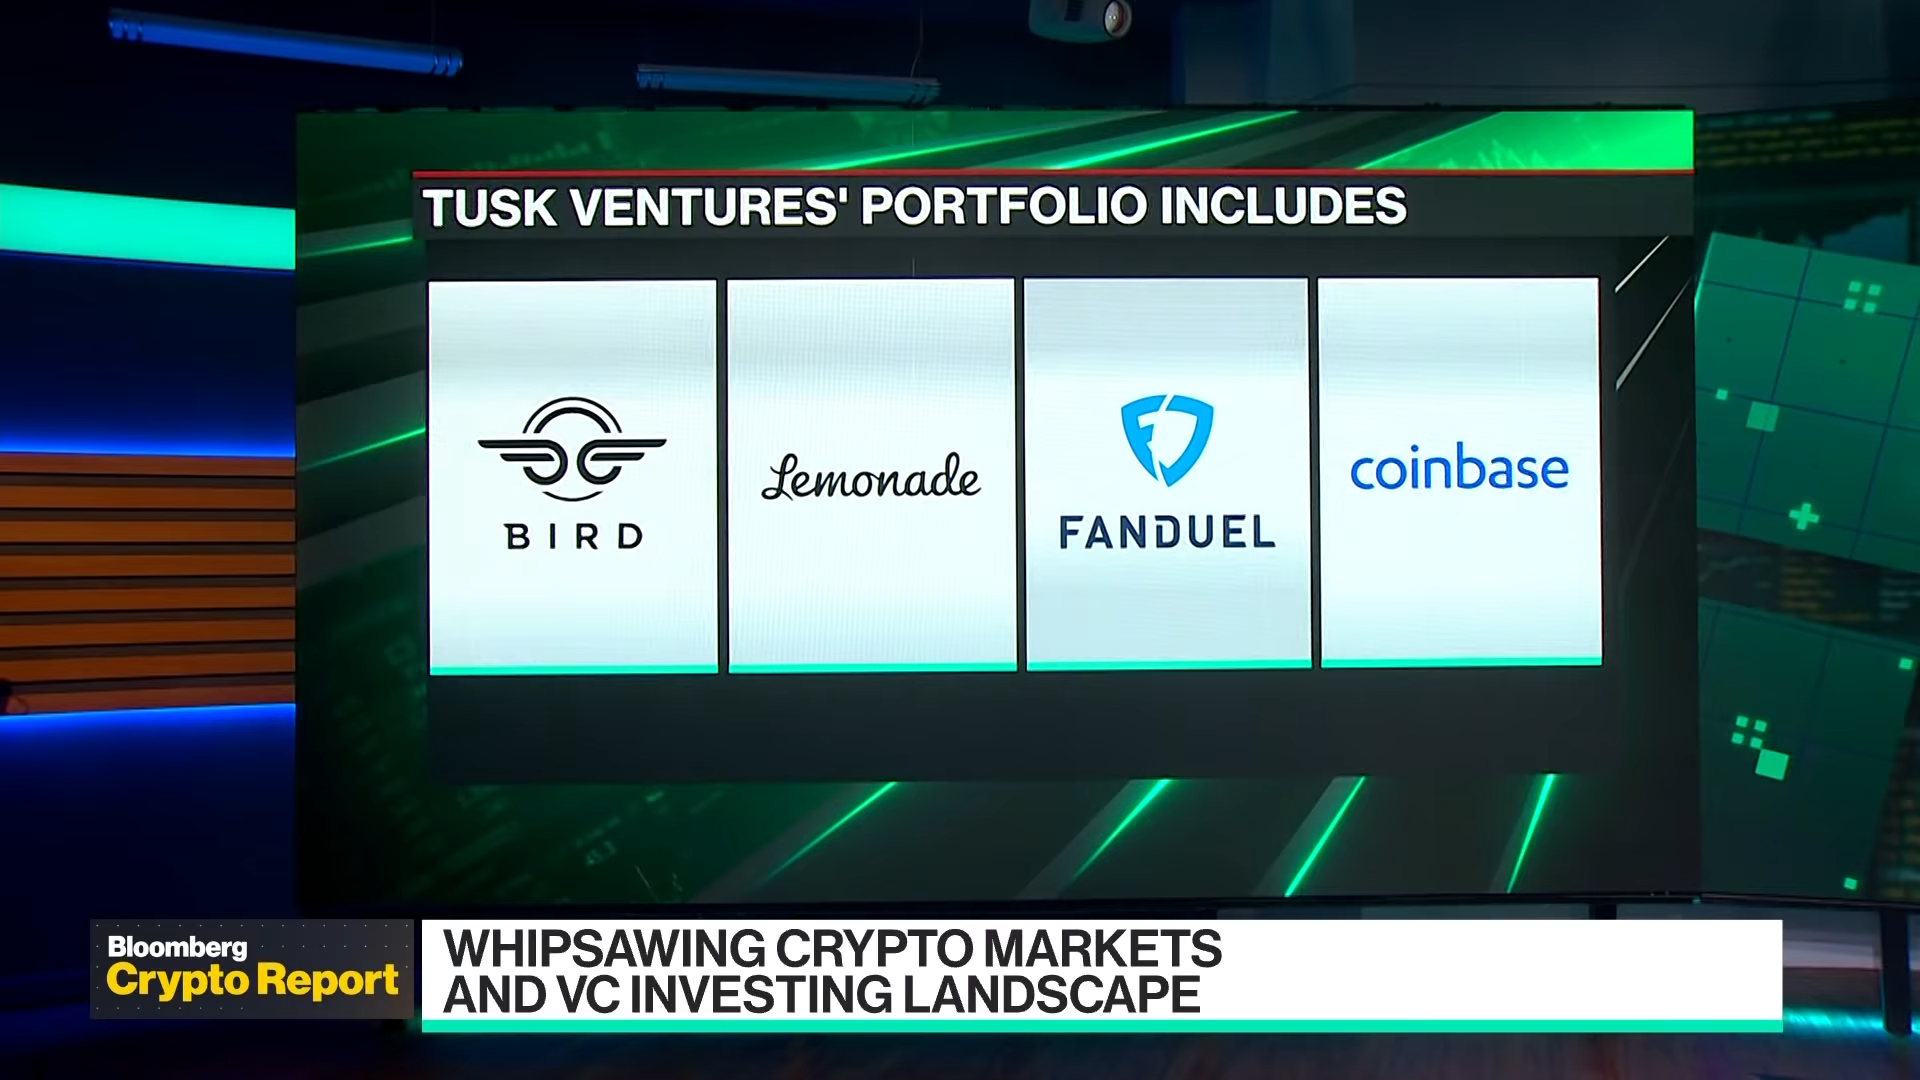 TUSK VENTURES' PORTFOLIO INCLUDES
BIRD
Lemonade
FANDUEL
coinbase
Bloomberg
Crypto Report
WHIPSAWING CRYPTO MARKETS
AND VC INVESTING LANDSCAPE